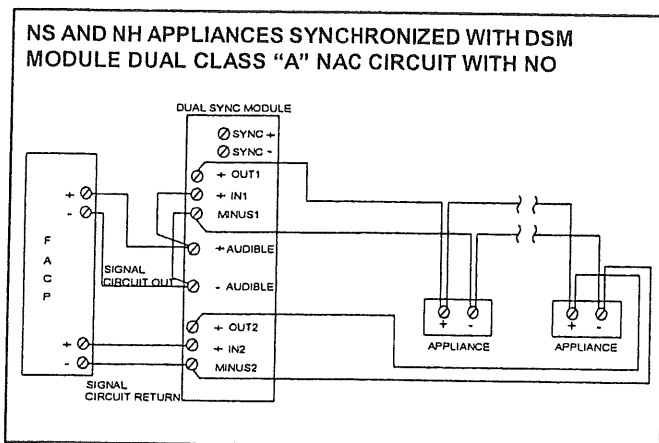 NS AND NH APPLIANCES SYNCHRONIZED WITH DSM
MODULE DUAL CLASS “A” NAC CIRCUIT WITH NO
DUAL SYNC MODULE
SYNC +
SYNC -
+ OUT1
+ IN1
MINUS1
+ AUDIBLE
- AUDIBLE
+ OUT2
+ IN2
MINUS2
+
-
F
A
C
P
+
-
SIGNAL
CIRCUIT OUT
SIGNAL
CIRCUIT RETURN
+ -
APPLIANCE
+ -
APPLIANCE